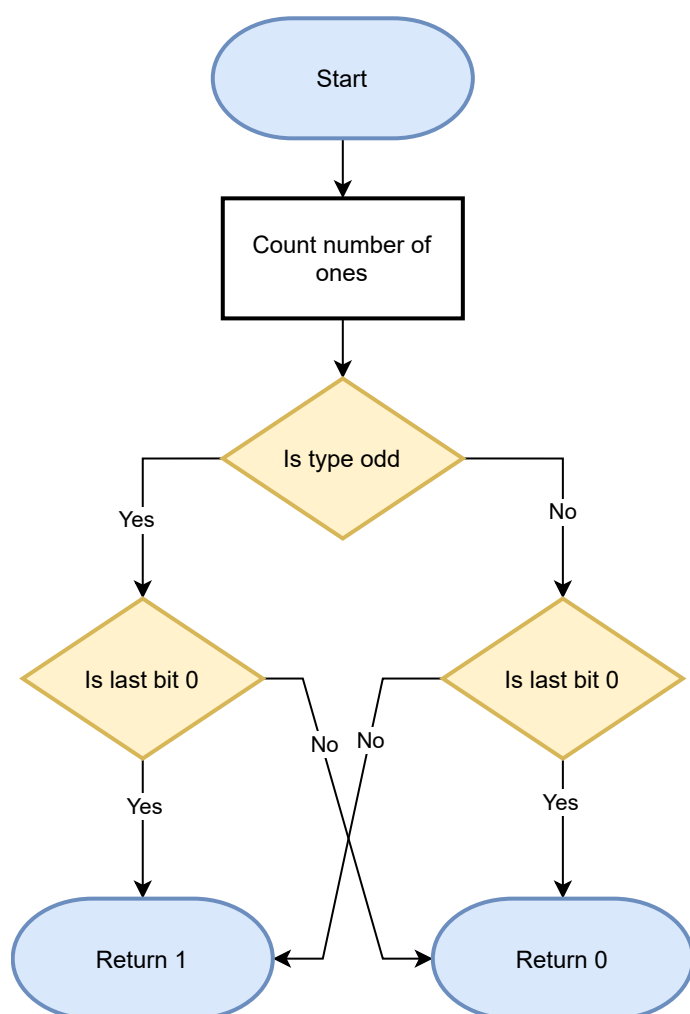 Start
Count number of
ones
Is type odd
Yes
No
Is last bit 0
Is last bit 0
No
No
Yes
Yes
Return 1
Return 0